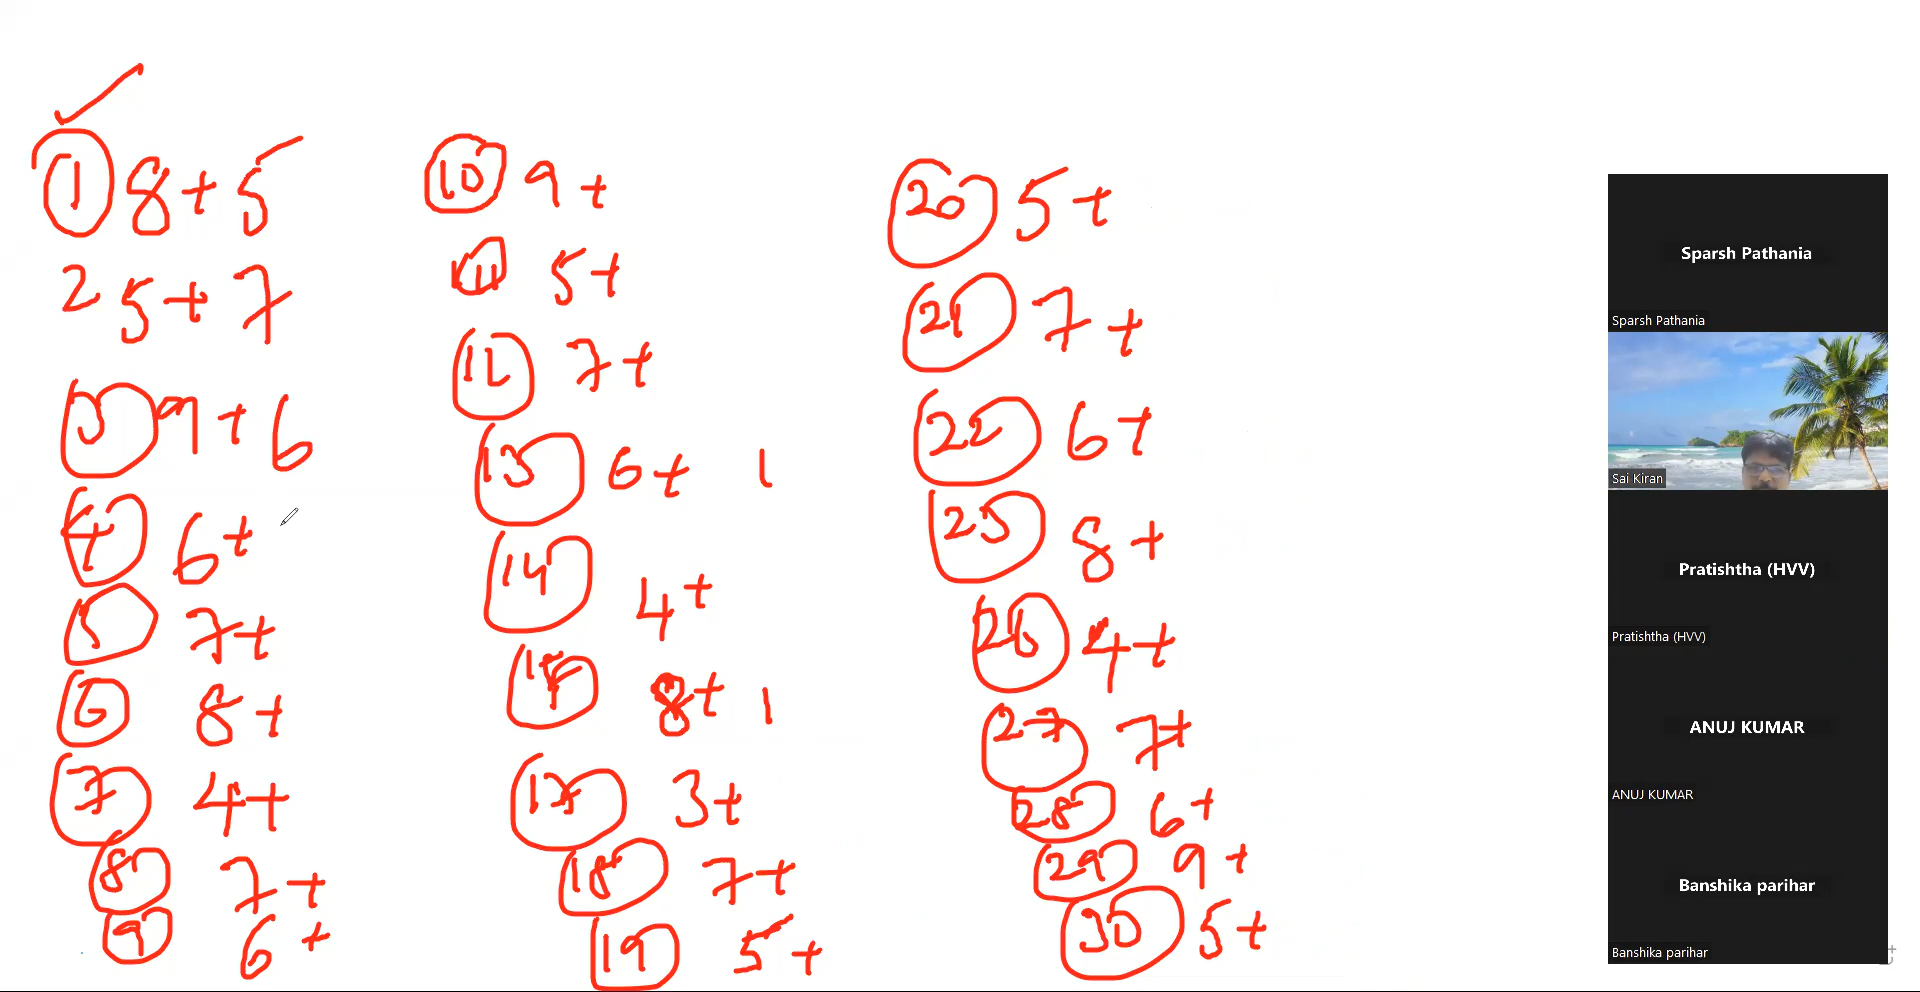 1 8 + 5
2 5 + 7
3 9 + 6
4 6 +
5 7 +
6 8 +
7 4 +
8 7 +
9 6 +
10 9 +
11 5 +
12 7 +
13 6 + 1
14 4 +
15 8 + 1
17 3 +
18 7 +
19 5 +
20 5 +
21 7 +
22 6 +
23 8 +
26 4 +
27 7 +
28 6 +
29 9 +
30 5 +
Sparsh Pathania
Sparsh Pathania
Sai Kiran
Pratishtha (HVV)
Pratishtha (HVV)
ANUJ KUMAR
ANUJ KUMAR
Banshika parihar
Banshika parihar